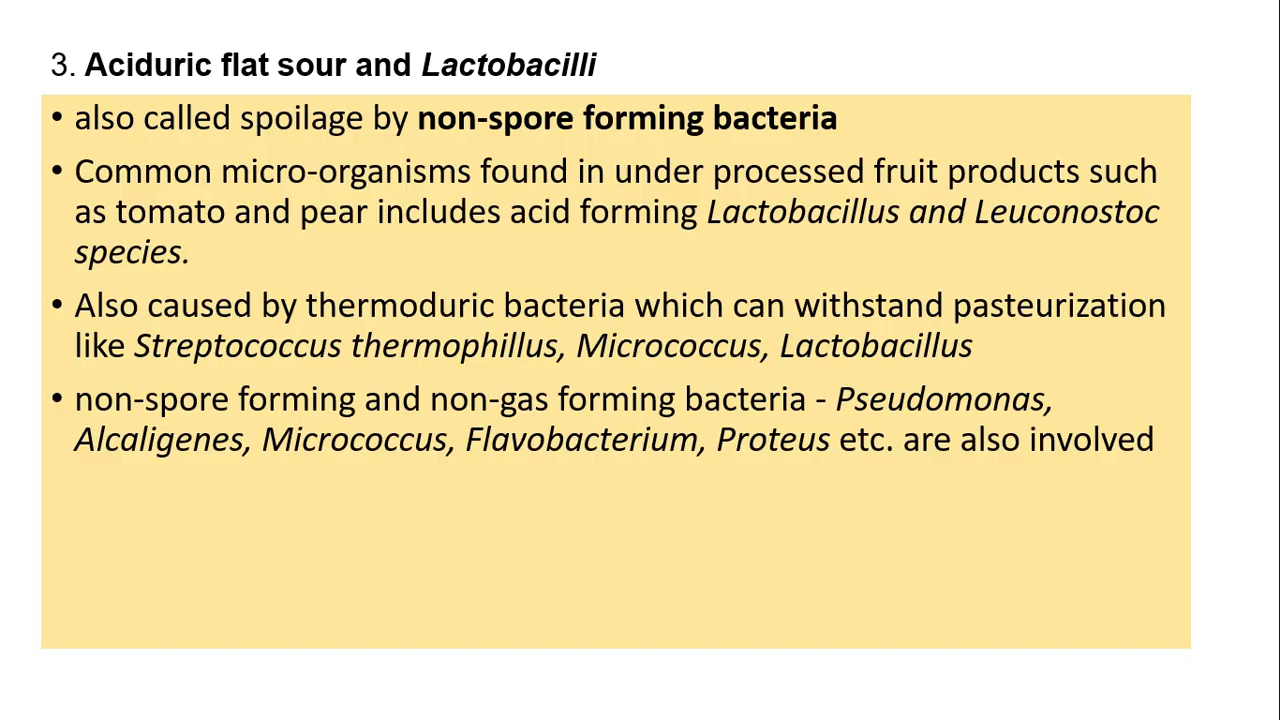 3. Aciduric flat sour and Lactobacilli
• also called spoilage by non-spore forming bacteria
• Common micro-organisms found in under processed fruit products such
as tomato and pear includes acid forming Lactobacillus and Leuconostoc
species.
• Also caused by thermoduric bacteria which can withstand pasteurization
like Streptococcus thermophillus, Micrococcus, Lactobacillus
• non-spore forming and non-gas forming bacteria - Pseudomonas,
Alcaligenes, Micrococcus, Flavobacterium, Proteus etc. are also involved